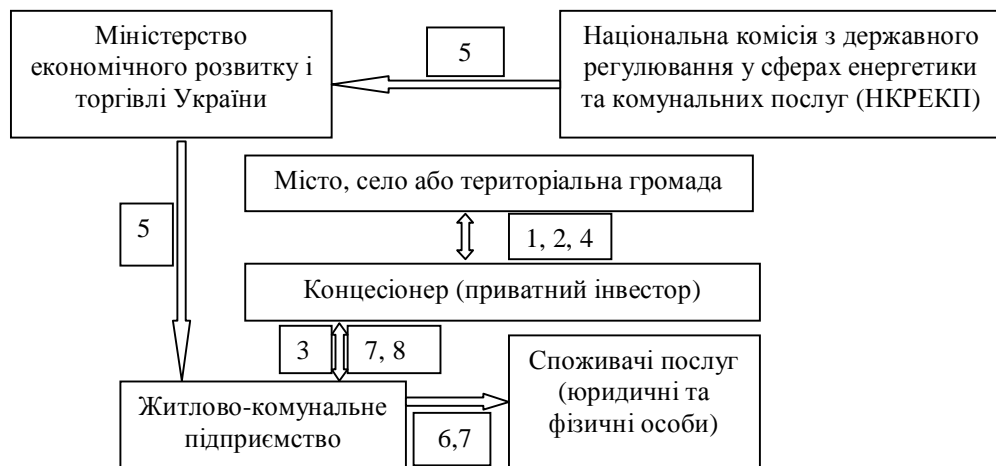 Міністерство
економічного розвитку і
торгівлі України
5
Національна комісія з державного
регулювання у сферах енергетики
та комунальних послуг (НКРЕКП)
Місто, село або територіальна громада
5
1, 2, 4
Концесіонер (приватний інвестор)
3
7, 8
Споживачі послуг
(юридичні та
фізичні особи)
Житлово-комунальне
підприємство
6,7